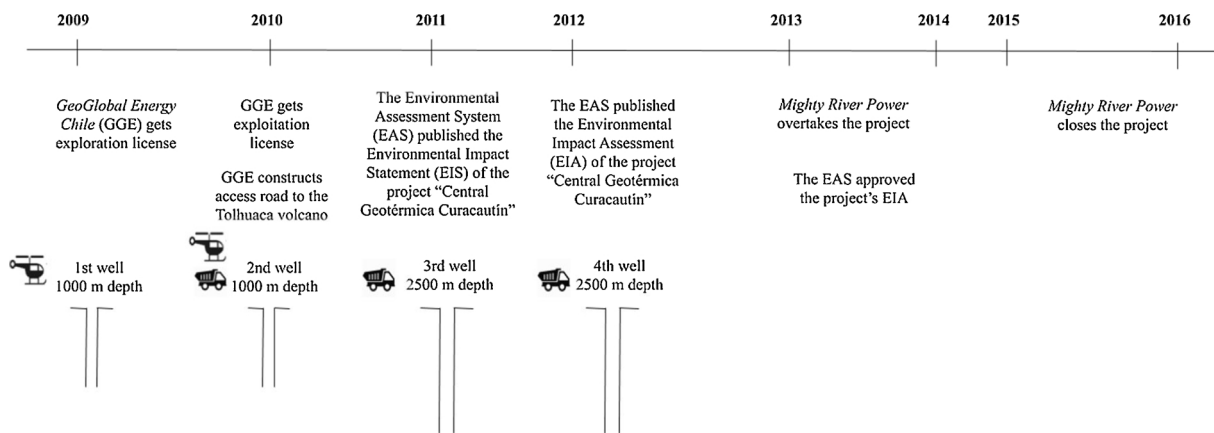 2009 2010 2011 2012 2013 2014 2015 2016
GeoGlobal Energy
Chile (GGE) gets
exploration license
GGE gets
exploitation
license
GGE constructs
access road to the
Tolhuaca volcano
The Environmental
Assessment System
(EAS) published the
Environmental Impact
Statement (EIS) of the
project “Central
Geotérmica Curacautín”
The EAS published
the Environmental
Impact Assessment
(EIA) of the project
“Central Geotérmica
Curacautín”
Mighty River Power
overtakes the project
The EAS approved
the project’s EIA
Mighty River Power
closes the project
1st well
1000 m depth
2nd well
1000 m depth
3rd well
2500 m depth
4th well
2500 m depth